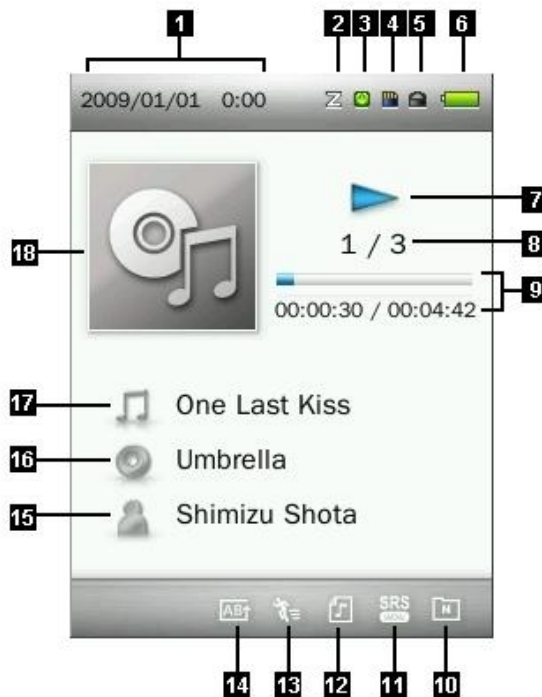 1 2 3 4 5 6
2009/01/01 0:00
7
1 / 3 8
18
9
00:00:30 / 00:04:42
17 One Last Kiss
16 Umbrella
15 Shimizu Shota
AB SRS WOW N
14 13 12 11 10